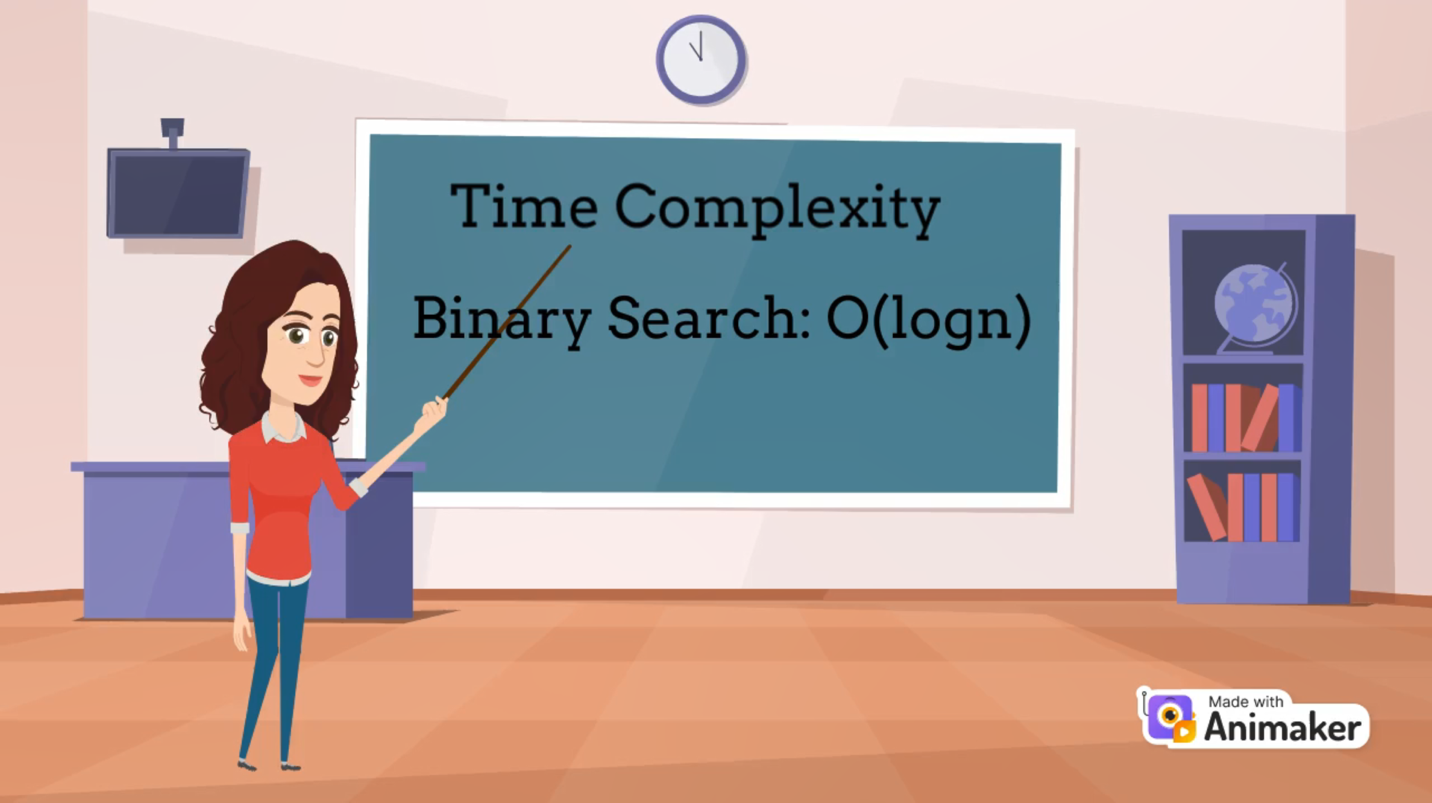 Time Complexity
Binary Search: O(logn)
Made with
Animaker